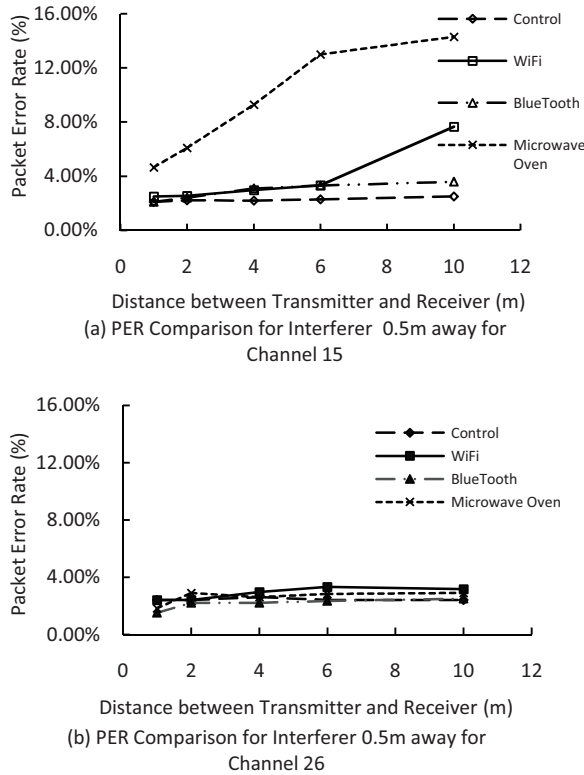 16.00%
12.00%
8.00%
4.00%
0.00%
Packet Error Rate (%)
Control
WiFi
BlueTooth
Microwave
Oven
0 2 4 6 8 10 12
Distance between Transmitter and Receiver (m)
(a) PER Comparison for Interferer 0.5m away for
Channel 15
16.00%
12.00%
8.00%
4.00%
0.00%
Packet Error Rate (%)
Control
WiFi
BlueTooth
Microwave Oven
0 2 4 6 8 10 12
Distance between Transmitter and Receiver (m)
(b) PER Comparison for Interferer 0.5m away for
Channel 26